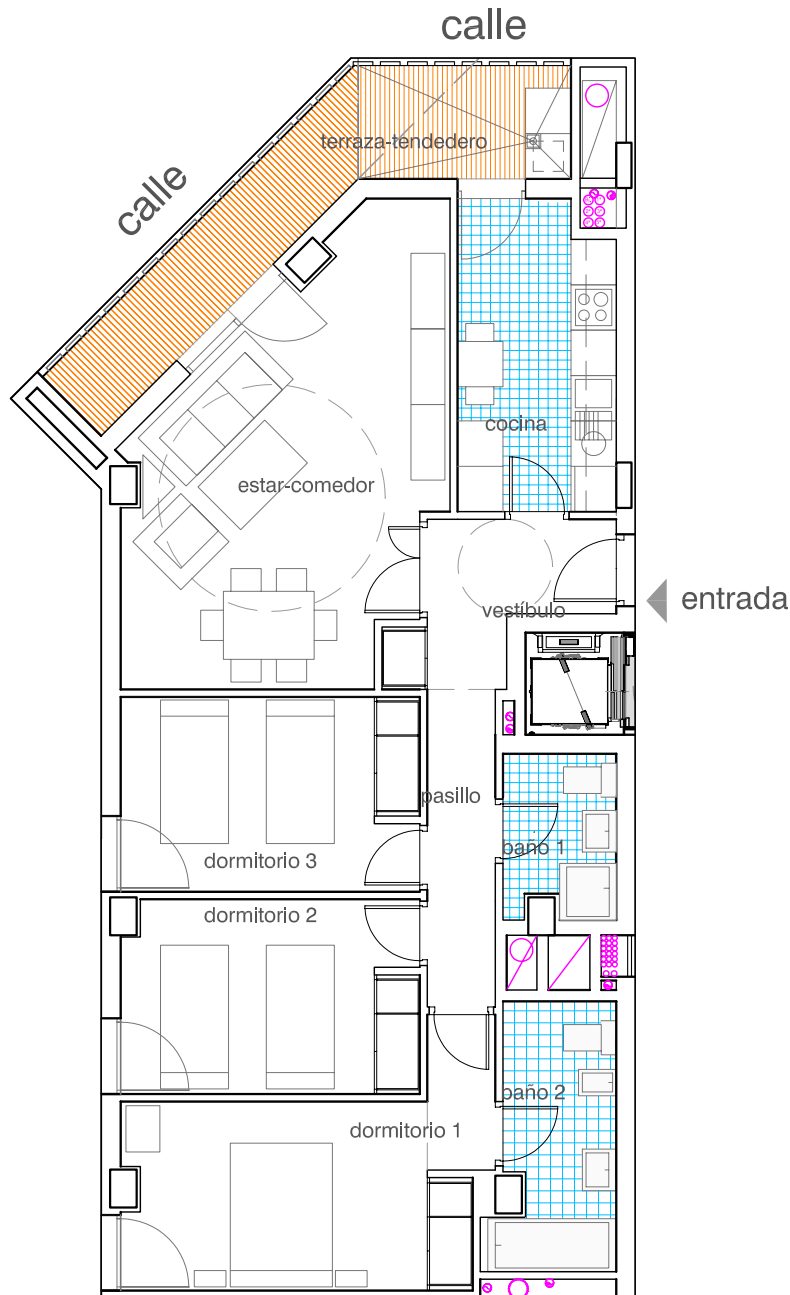 calle
calle
terraza-tendedero
cocina
estar-comedor
entrada
vestíbulo
pasillo
baño 1
dormitorio 3
dormitorio 2
baño 2
dormitorio 1